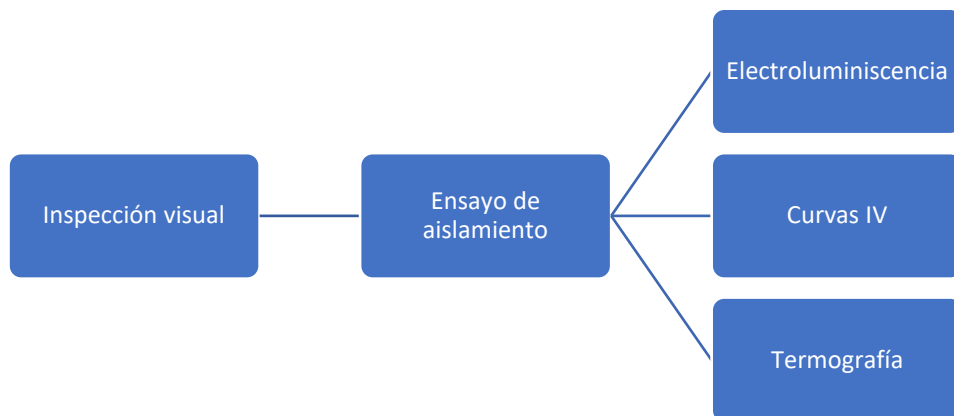 Electroluminiscencia
Inspección visual
Ensayo de
aislamiento
Curvas IV
Termografía